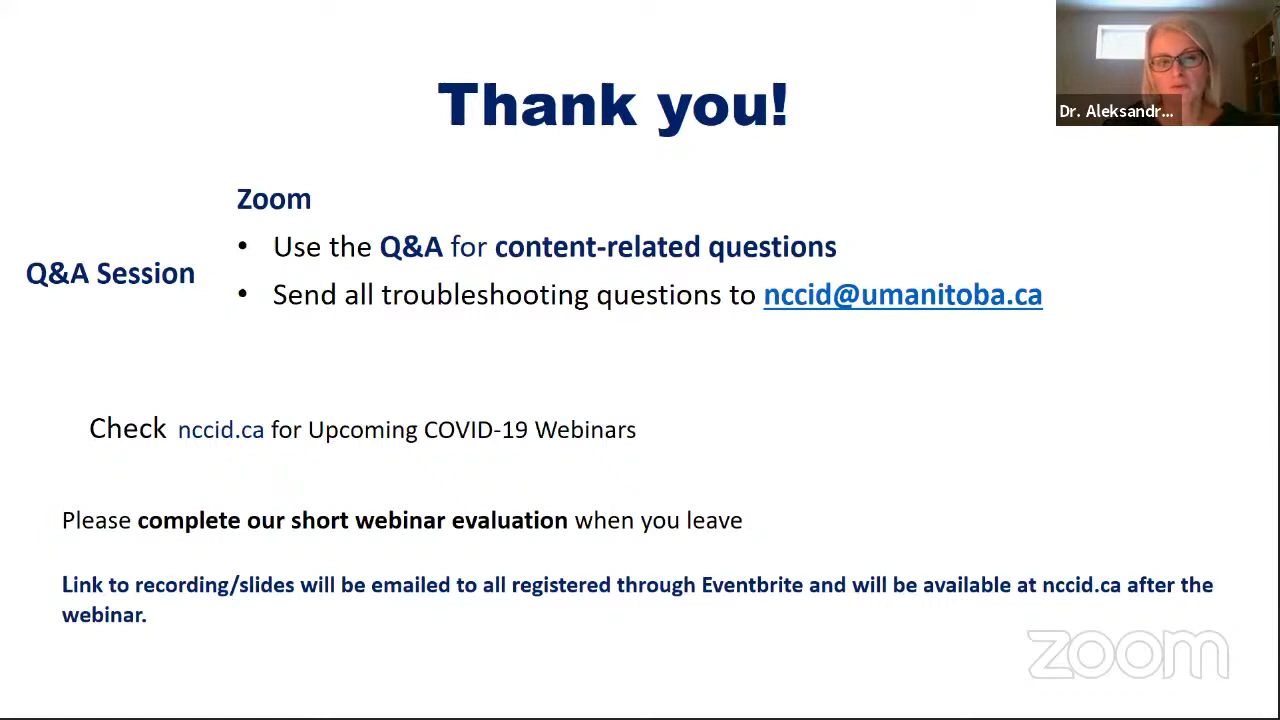 Thank you!
Dr. Aleksandr...
Zoom
• Use the Q&A for content-related questions
Q&A Session
• Send all troubleshooting questions to nccid@umanitoba.ca
Check nccid.ca for Upcoming COVID-19 Webinars
Please complete our short webinar evaluation when you leave
Link to recording/slides will be emailed to all registered through Eventbrite and will be available at nccid.ca after the
webinar.
zoom